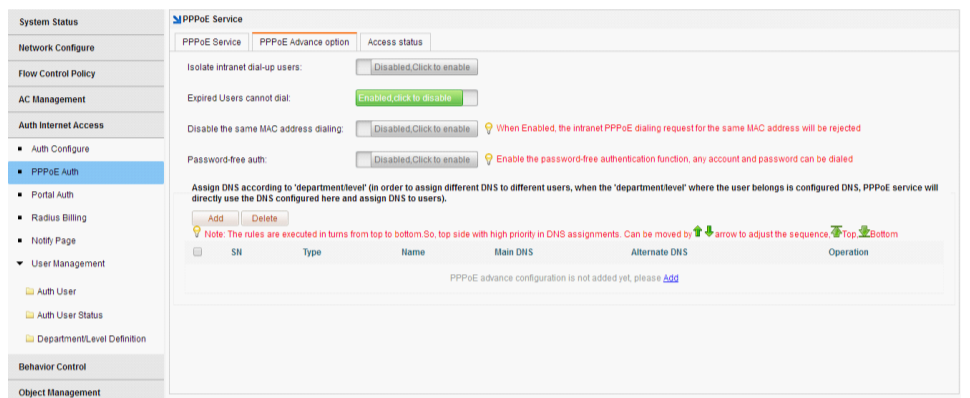 System Status
Network Configure
Flow Control Policy
AC Management
Auth Internet Access
Auth Configure
PPPoE Auth
Portal Auth
Radius Billing
Notify Page
User Management
Auth User
Auth User Status
Department/Level Definition
Behavior Control
Object Management
PPPoE Service
PPPoE Service PPPoE Advance option Access status
Isolate intranet dial-up users: Disabled,Click to enable
Expired Users cannot dial: Enabled,click to disable
Disable the same MAC address dialing: Disabled,Click to enable When Enabled, the intranet PPPoE dialing request for the same MAC address will be rejected
Password-free auth: Disabled,Click to enable Enable the password-free authentication function, any account and password can be dialed
Assign DNS according to 'department/level' (in order to assign different DNS to different users, when the 'department/level' where the user belongs is configured DNS, PPPoE service will
directly use the DNS configured here and assign DNS to users).
Add Delete
Note: The rules are executed in turns from top to bottom.So, top side with high priority in DNS assignments. Can be moved by arrow to adjust the sequence, Top, Bottom
SN Type Name Main DNS Alternate DNS Operation
PPPoE advance configuration is not added yet, please Add